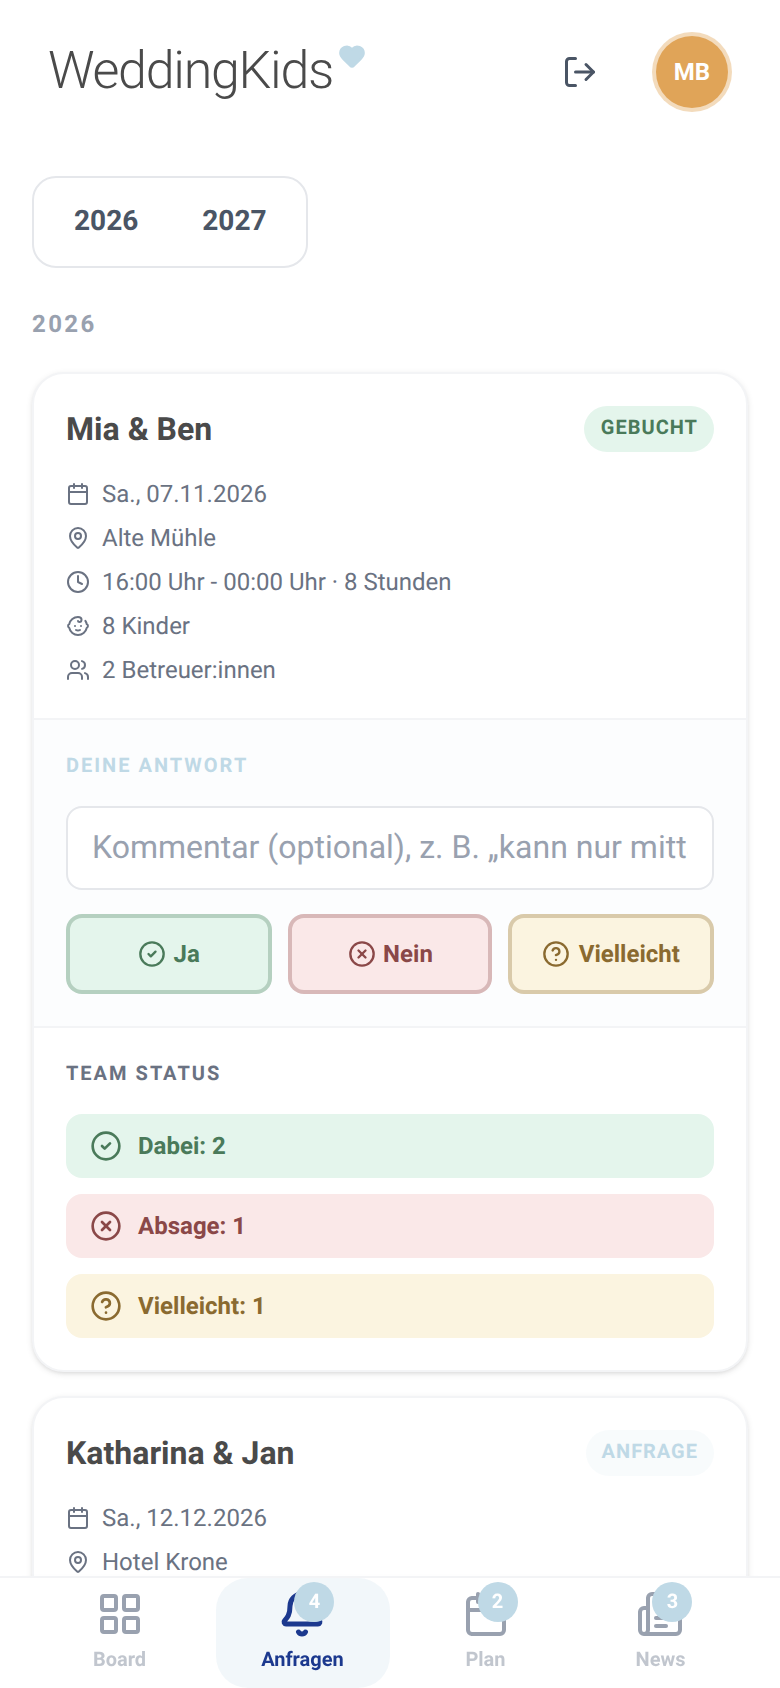 WeddingKids
MB
2026 2027
2026
Mia & Ben
GEBUCHT
Sa., 07.11.2026
Alte Mühle
16:00 Uhr - 00:00 Uhr · 8 Stunden
8 Kinder
2 Betreuer:innen
DEINE ANTWORT
Kommentar (optional), z. B. „kann nur mitt
Ja Nein Vielleicht
TEAM STATUS
Dabei: 2
Absage: 1
Vielleicht: 1
Katharina & Jan
ANFRAGE
Sa., 12.12.2026
Hotel Krone
4 2 3
Board Anfragen Plan News